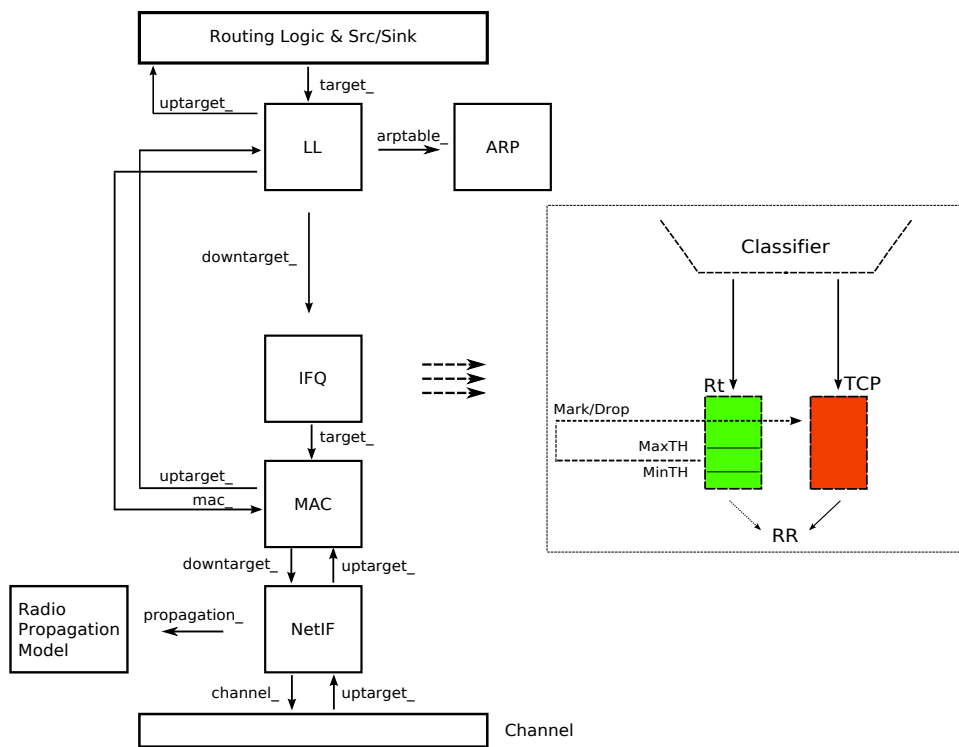 Routing Logic & Src/Sink
target_
uptarget_
LL
arptable_
ARP
downtarget_
IFQ
target_
uptarget_
mac_
MAC
downtarget_
uptarget_
Radio
Propagation
Model
propagation_
NetIF
channel_
uptarget_
Channel
Classifier
Rt
TCP
Mark/Drop
MaxTH
MinTH
RR